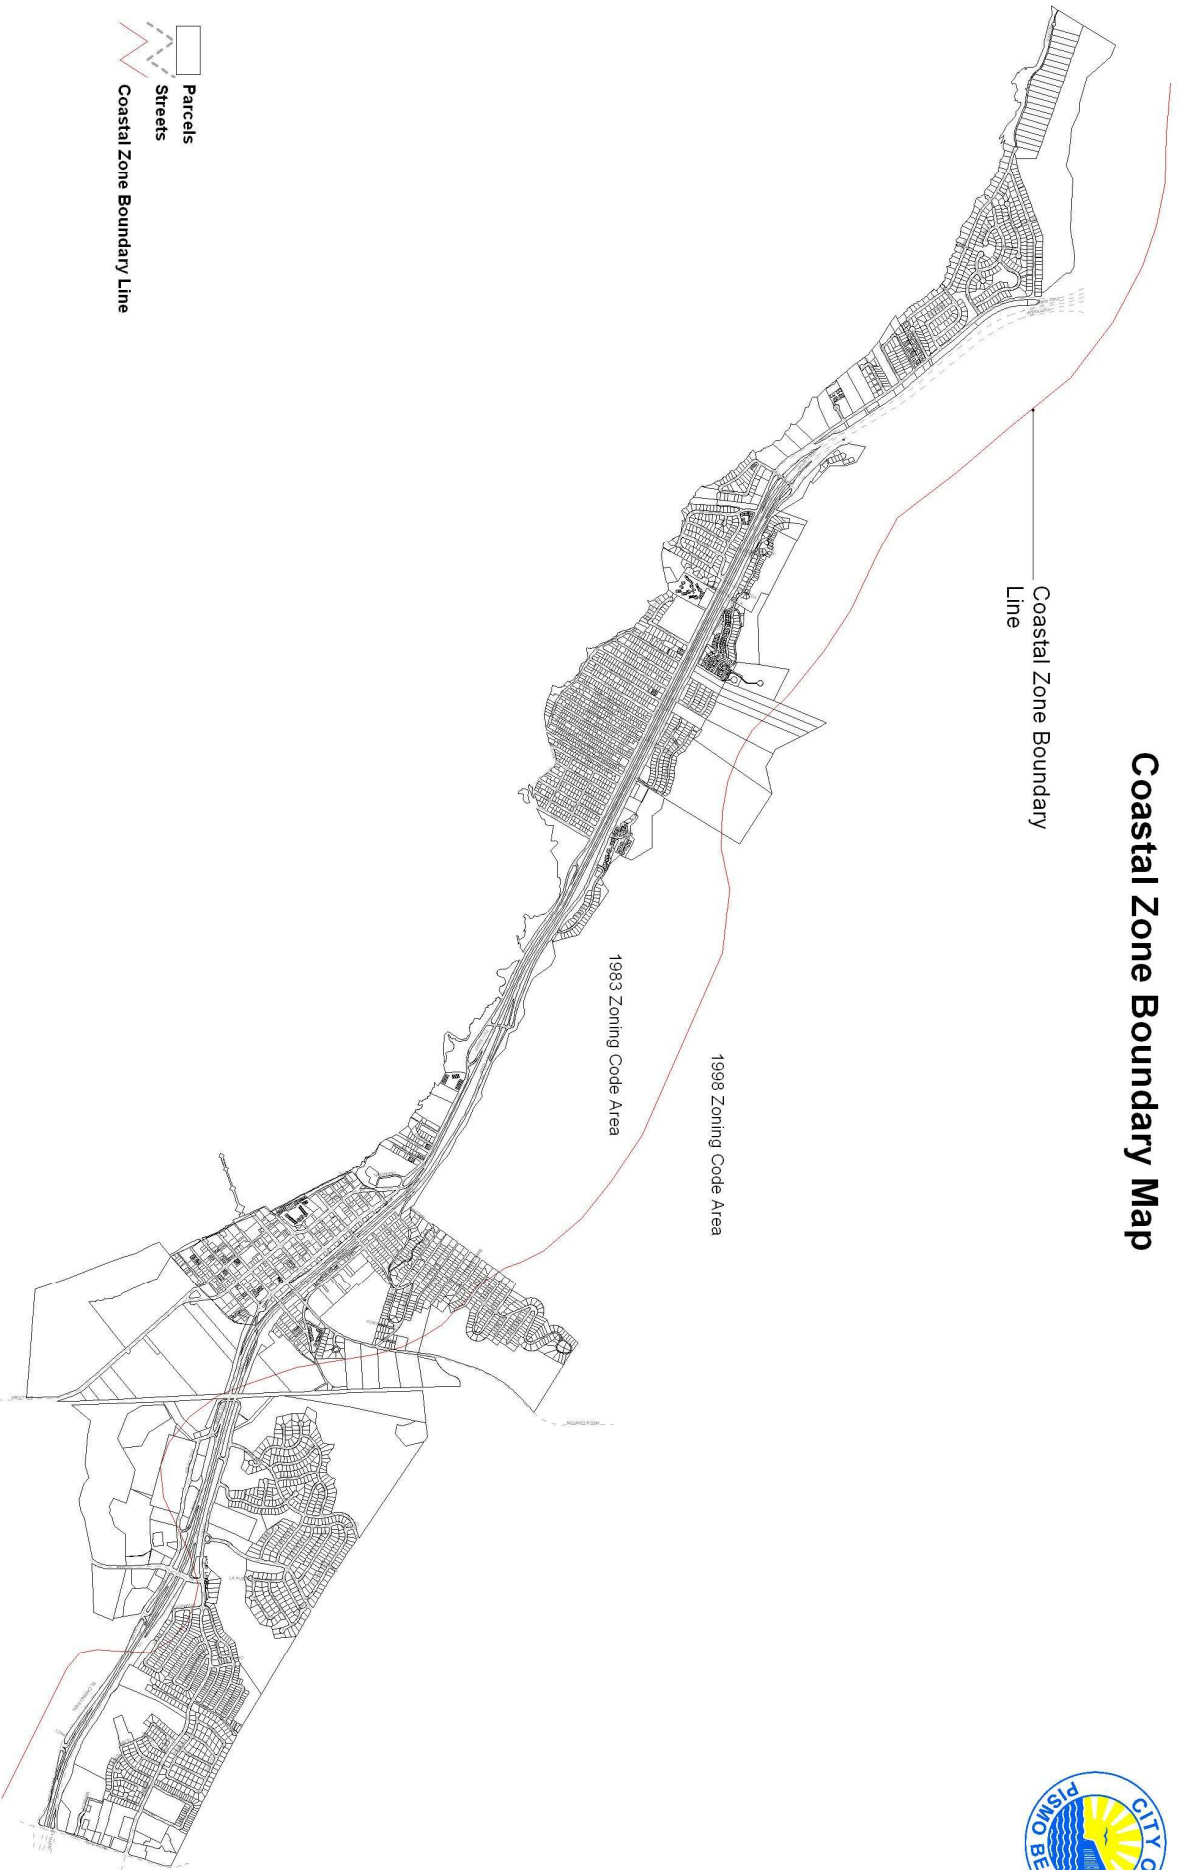 Coastal Zone Boundary Map
Coastal Zone Boundary
Line
1998 Zoning Code Area
1983 Zoning Code Area
Parcels
Streets
Coastal Zone Boundary Line
CITY
PISMO